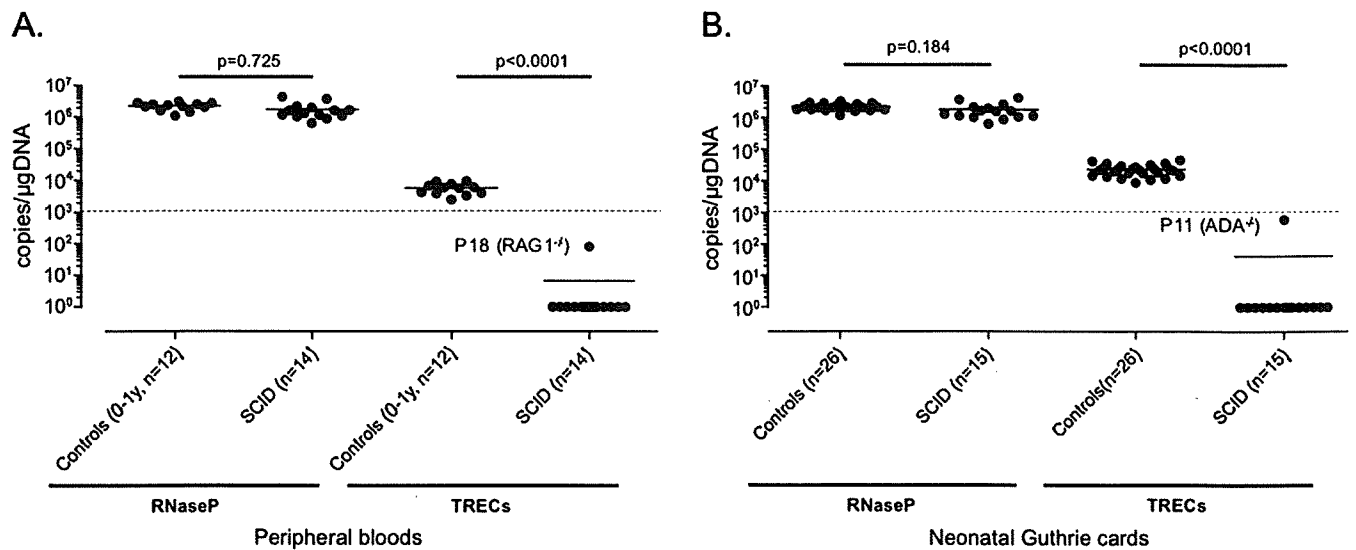 A.
p=0.725
p<0.0001
copies/μgDNA
10⁷
10⁶
10⁵
10⁴
10³
10²
10¹
10⁰
P18 (RAG1-/-)
Controls (0-1y, n=12)
SCID (n=14)
Controls (0-1y, n=12)
SCID (n=14)
RNaseP
TRECs
Peripheral bloods
B.
p=0.184
p<0.0001
copies/μgDNA
10⁷
10⁶
10⁵
10⁴
10³
10²
10¹
10⁰
P11 (ADA-/-)
Controls (n=26)
SCID (n=15)
Controls(n=26)
SCID (n=15)
RNaseP
TRECs
Neonatal Guthrie cards